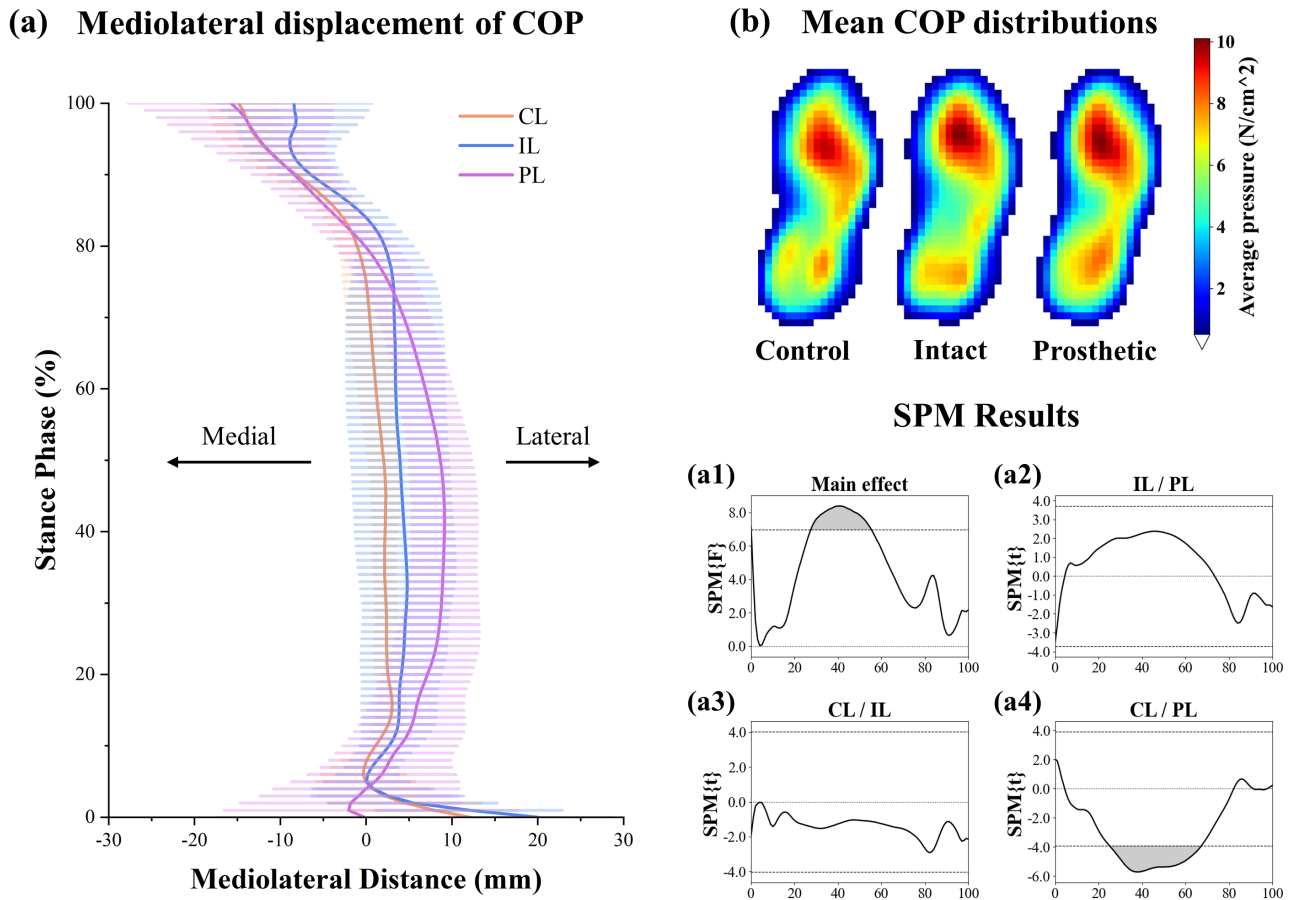 (a) Mediolateral displacement of COP
100
80
60
40
20
0
-30 -20 -10 0 10 20 30
Stance Phase (%)
Mediolateral Distance (mm)
CL
IL
PL
Medial
Lateral
(b) Mean COP distributions
10
8
6
4
2
Average pressure (N/cm^2)
Control Intact Prosthetic
SPM Results
(a1) Main effect
SPM{F}
8.0
6.0
4.0
2.0
0.0
0 20 40 60 80 100
(a2) IL / PL
SPM{t}
4.0
3.0
2.0
1.0
0.0
-1.0
-2.0
-3.0
-4.0
0 20 40 60 80 100
(a3) CL / IL
SPM{t}
4.0
2.0
0.0
-2.0
-4.0
0 20 40 60 80 100
(a4) CL / PL
SPM{t}
4.0
2.0
0.0
-2.0
-4.0
-6.0
0 20 40 60 80 100